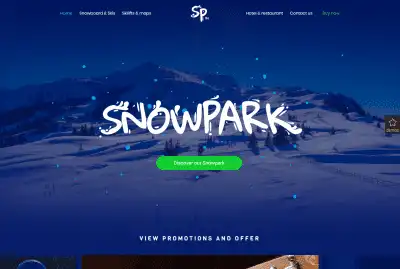 Home
Snowboard & Skis
Skilifts & maps
Sp
Hotel & restaurant
Contact us
Buy now
SNOWPARK
Discover our Snowpark
VIEW PROMOTIONS AND OFFER